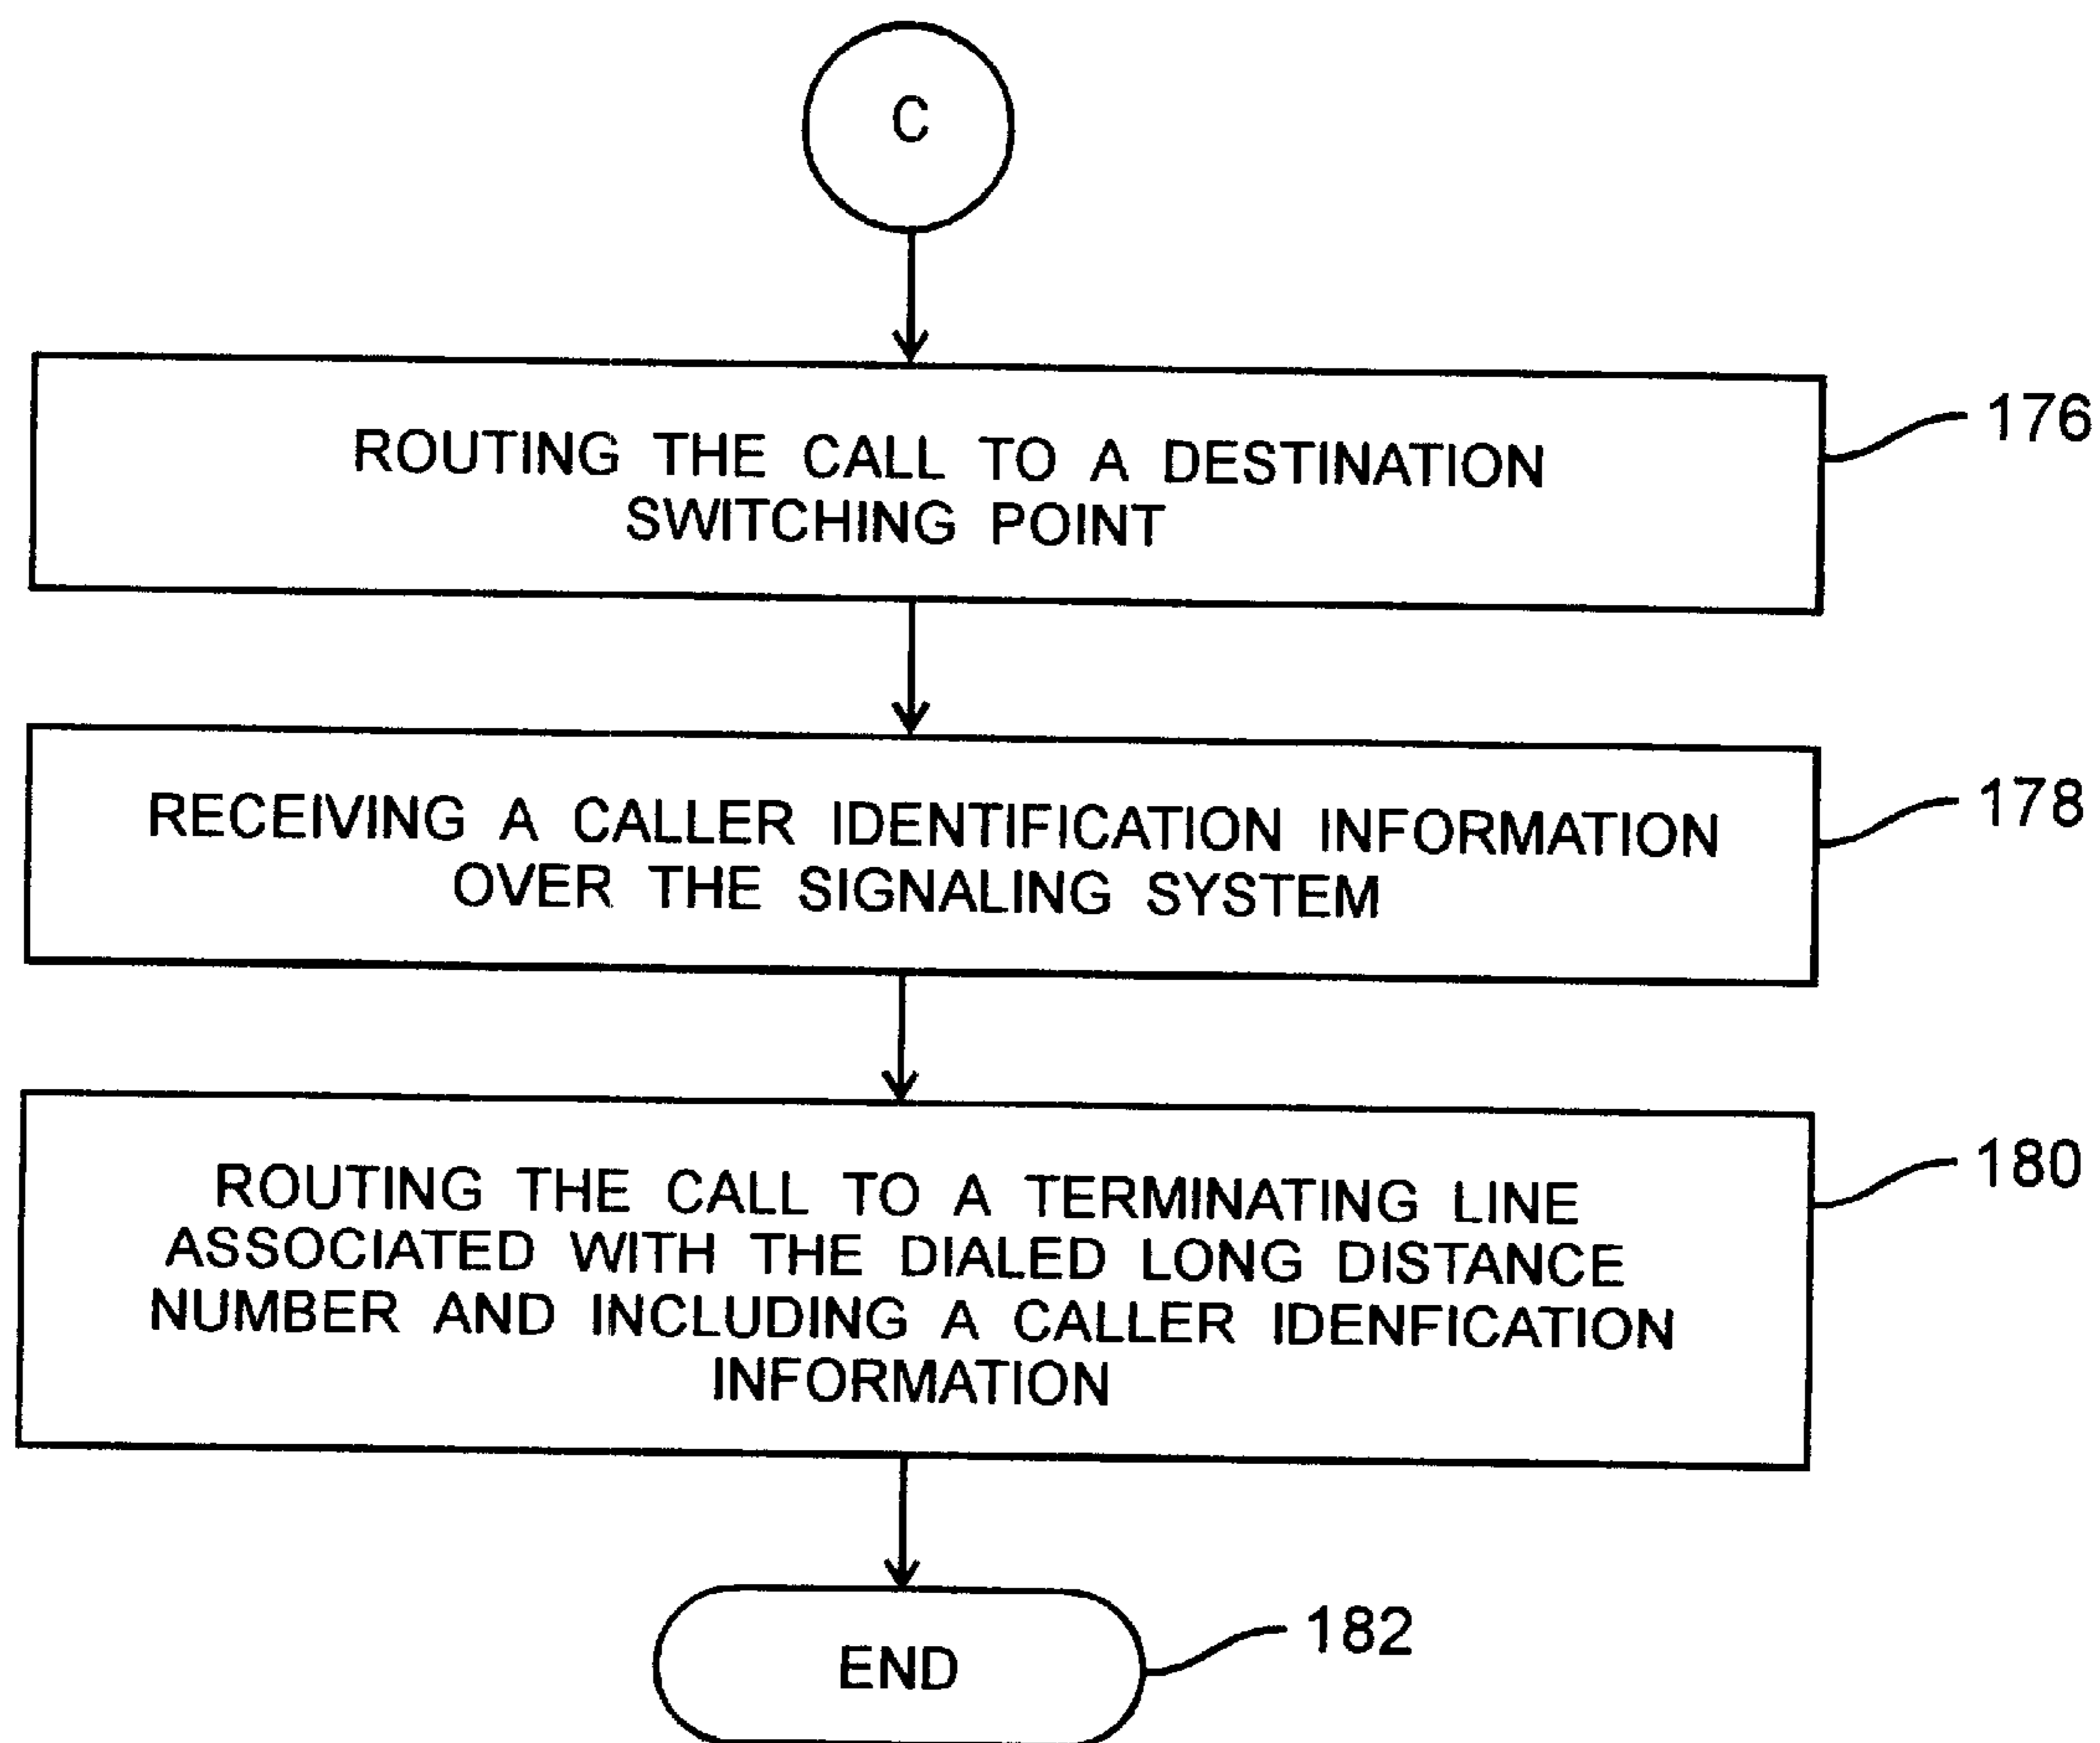 C
ROUTING THE CALL TO A DESTINATION
SWITCHING POINT
176
RECEIVING A CALLER IDENTIFICATION INFORMATION
OVER THE SIGNALING SYSTEM
178
ROUTING THE CALL TO A TERMINATING LINE
ASSOCIATED WITH THE DIALED LONG DISTANCE
NUMBER AND INCLUDING A CALLER IDENFICATION
INFORMATION
180
END
182